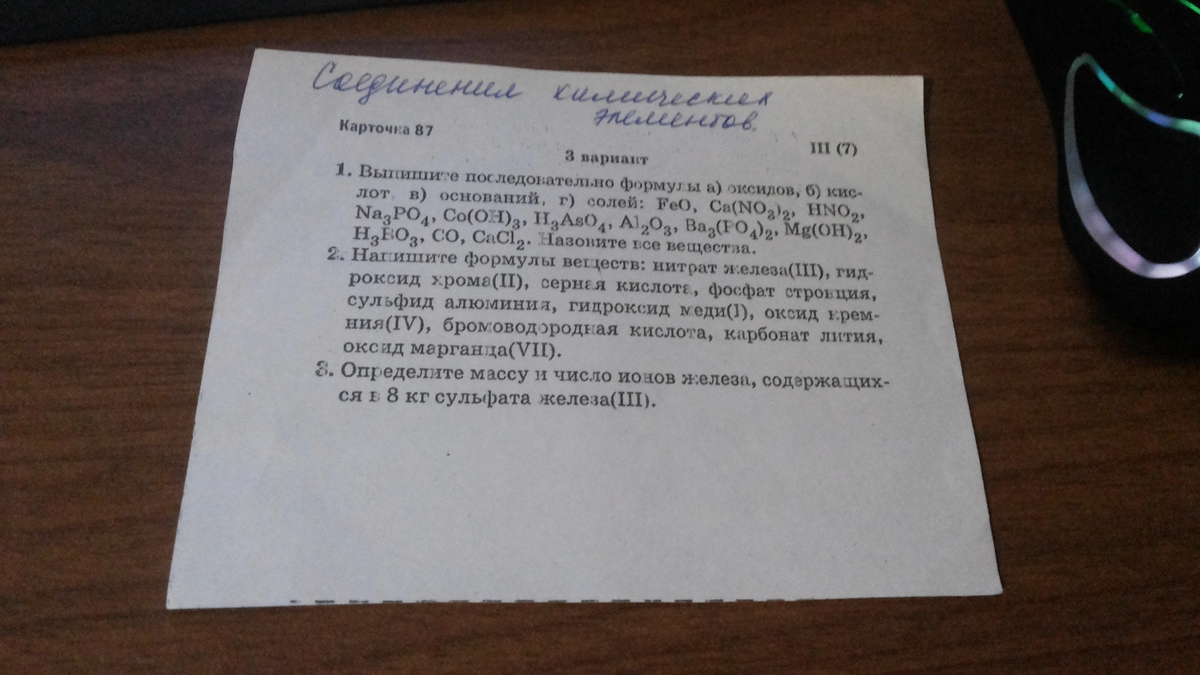 Соединения химических
элементов.
Карточка 87
III (7)
3 вариант
1. Выпишите последовательно формулы а) оксидов, б) кис-
лот, в) оснований, г) солей: FeO, Ca(NO₃)₂, HNO₂,
Na₃PO₄, Co(OH)₃, H₃AsO₄, Al₂O₃, Ba₃(PO₄)₂, Mg(OH)₂,
H₃BO₃, CO, CaCl₂. Назовите все вещества.
2. Напишите формулы веществ: нитрат железа(III), гид-
роксид хрома(II), серная кислота, фосфат стронция,
сульфид алюминия, гидроксид меди(I), оксид крем-
ния(IV), бромоводородная кислота, карбонат лития,
оксид марганца(VII).
3. Определите массу и число ионов железа, содержащих-
ся в 8 кг сульфата железа(III).